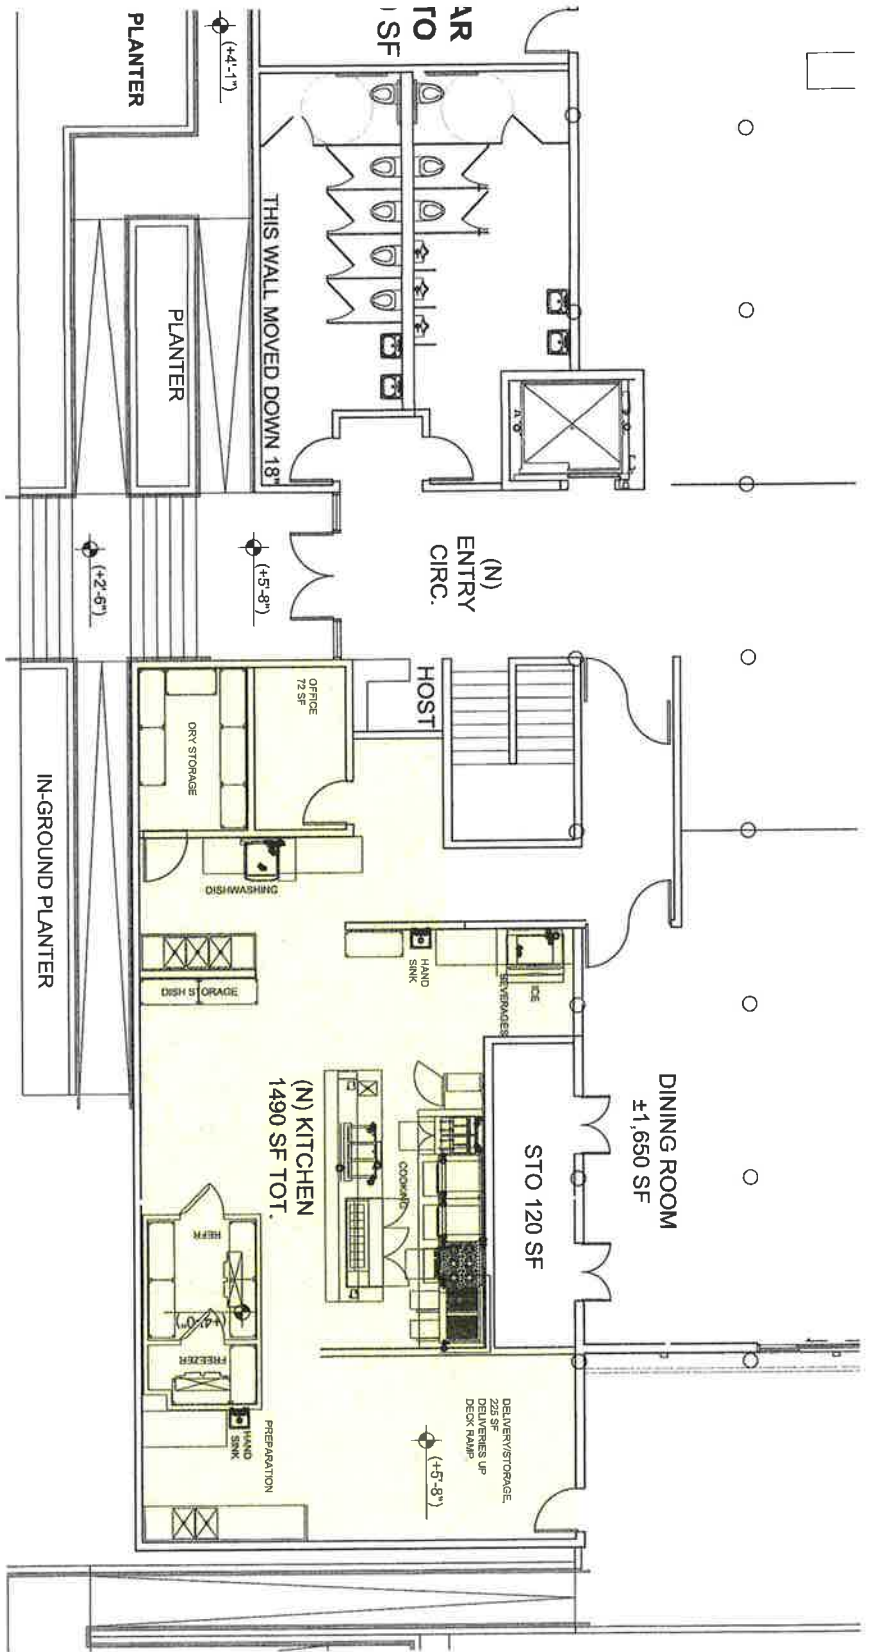 AR
TO
) SF
PLANTER
(+4'-1")
THIS WALL MOVED DOWN 18"
PLANTER
(N)
ENTRY
CIRC.
(+5'-8")
(+2'-6")
HOST
OFFICE
72 SF
DRY STORAGE
IN-GROUND PLANTER
DISHWASHING
HAND
SINK
ICE
BEVERAGES
DISH STORAGE
DINING ROOM
±1,650 SF
STO 120 SF
(N) KITCHEN
1490 SF TOT.
COOKING
REFR
(+4'-0")
FREEZER
HAND
SINK
PREPARATION
DELIVERY/STORAGE,
225 SF
DELIVERIES UP
DECK RAMP
(+5'-8")